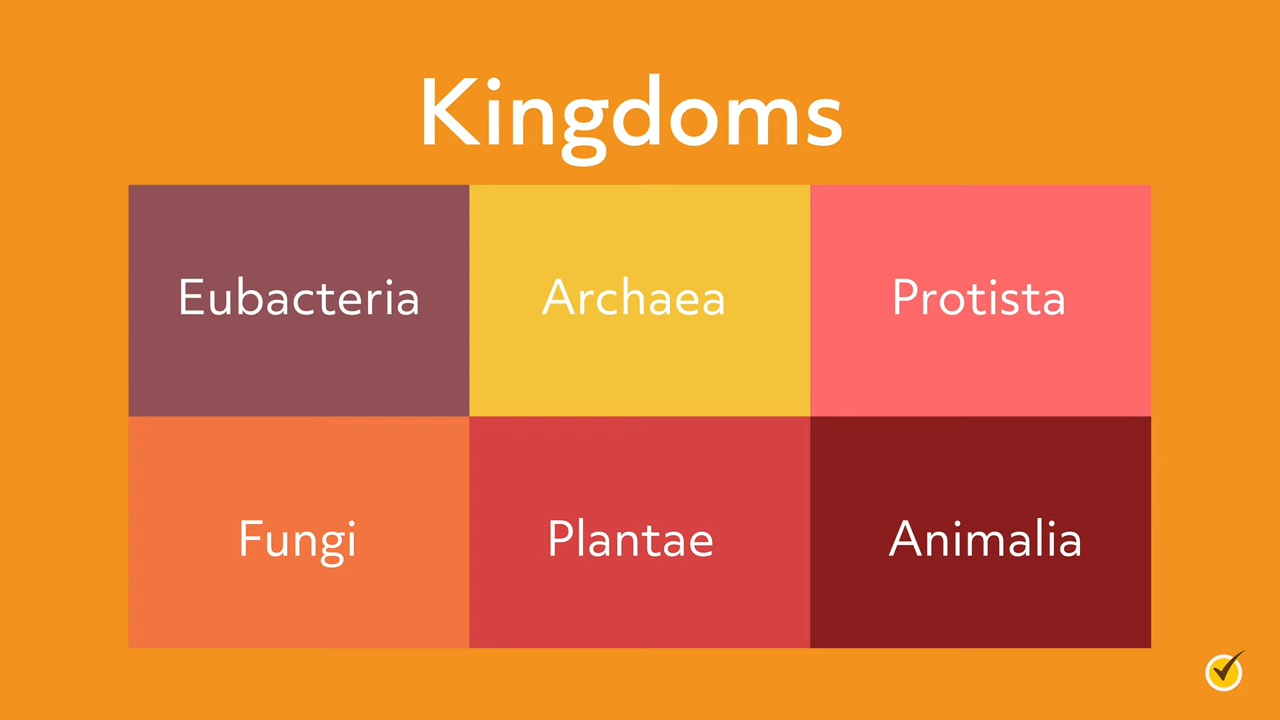 Kingdoms
Eubacteria
Archaea
Protista
Fungi
Plantae
Animalia